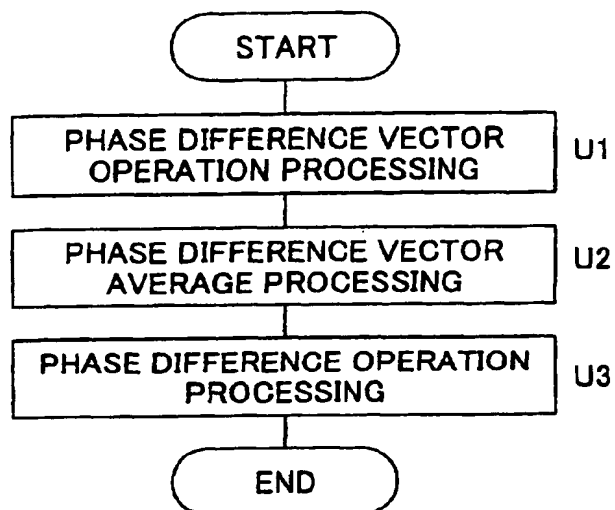 START
PHASE DIFFERENCE VECTOR
OPERATION PROCESSING
U1
PHASE DIFFERENCE VECTOR
AVERAGE PROCESSING
U2
PHASE DIFFERENCE OPERATION
PROCESSING
U3
END